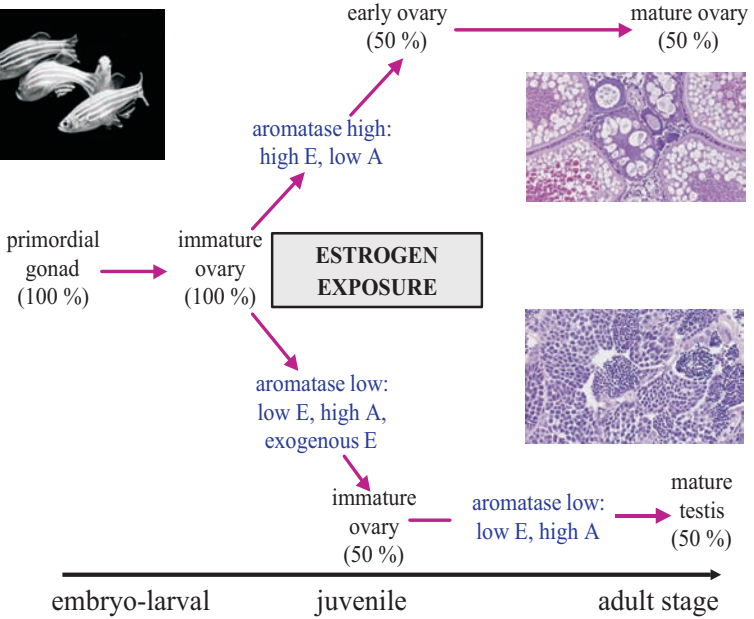 early ovary
(50 %)
mature ovary
(50 %)
aromatase high:
high E, low A
primordial
gonad
(100 %)
immature
ovary
(100 %)
ESTROGEN
EXPOSURE
aromatase low:
low E, high A,
exogenous E
immature
ovary
(50 %)
aromatase low:
low E, high A
mature
testis
(50 %)
embryo-larval
juvenile
adult stage